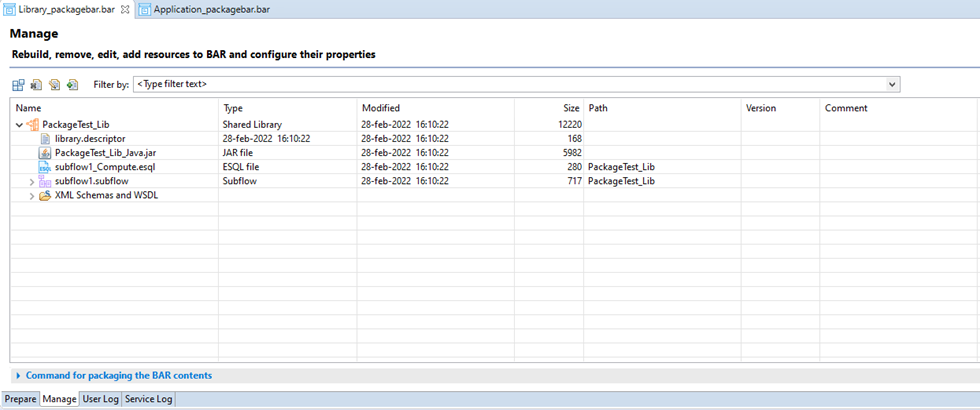 Library_packagebar.bar Application_packagebar.bar
Manage
Rebuild, remove, edit, add resources to BAR and configure their properties
Filter by: <Type filter text>
Name Type Modified Size Path Version Comment
PackageTest_Lib Shared Library 28-feb-2022 16:10:22 12220
library.descriptor 28-feb-2022 16:10:22 28-feb-2022 16:10:22 168
PackageTest_Lib_Java.jar JAR file 28-feb-2022 16:10:22 5982
subflow1_Compute.esql ESQL file 28-feb-2022 16:10:22 280 PackageTest_Lib
subflow1.subflow Subflow 28-feb-2022 16:10:22 717 PackageTest_Lib
XML Schemas and WSDL
Command for packaging the BAR contents
Prepare Manage User Log Service Log